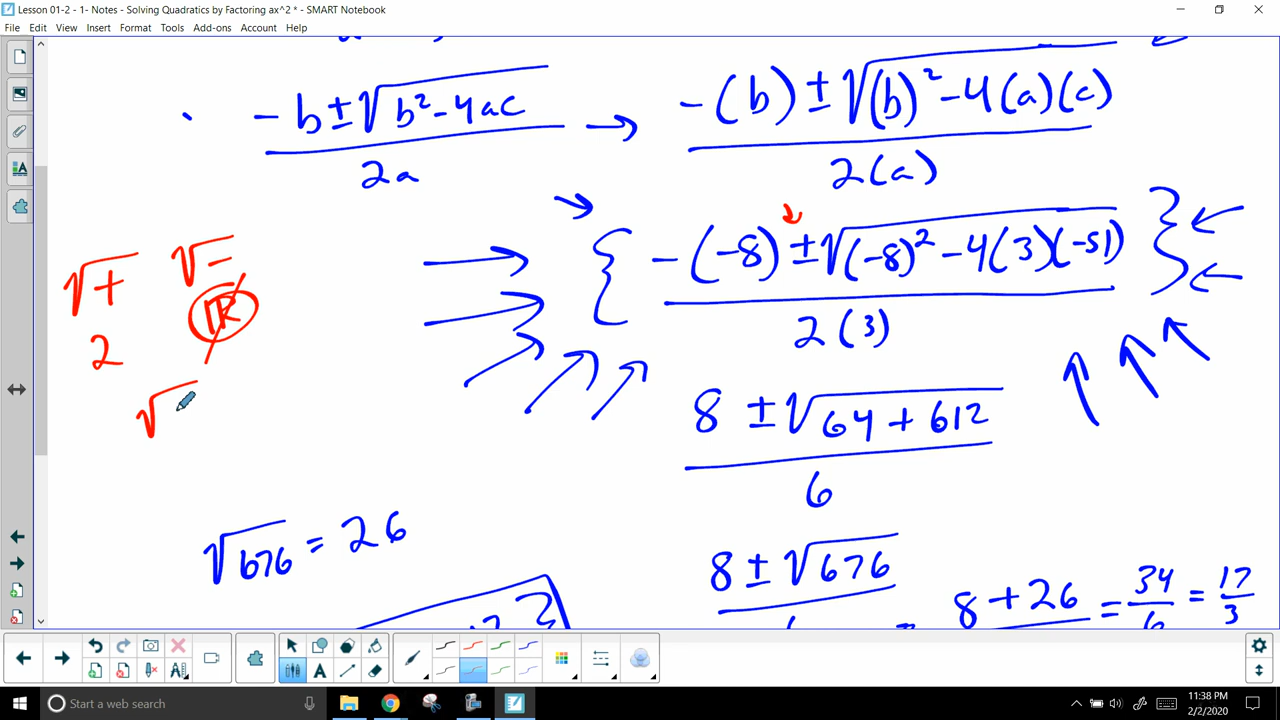 Lesson 01-2 - 1- Notes - Solving Quadratics by Factoring ax^2 * - SMART Notebook
File Edit View Insert Format Tools Add-ons Account Help
-b±√(b²-4ac) / 2a → -(b)±√((b)²-4(a)(c)) / 2(a)
{ -(-8)±√((-8)²-4(3)(-51)) / 2(3) }
√+ √-
2 ℝ
√
8 ±√(64+612) / 6
√676 = 26
8±√676
8+26 = 34/6 = 17/3
Start a web search
11:38 PM
2/2/2020